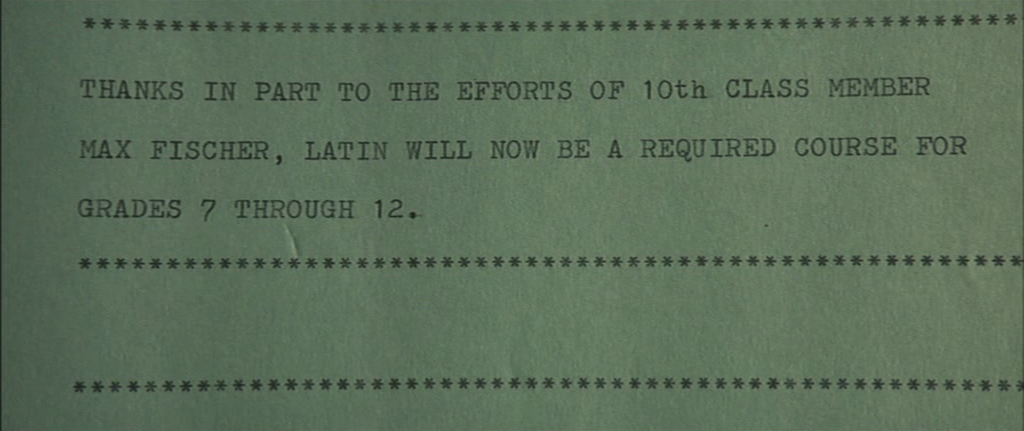 ************************************************************
THANKS IN PART TO THE EFFORTS OF 10th CLASS MEMBER
MAX FISCHER, LATIN WILL NOW BE A REQUIRED COURSE FOR
GRADES 7 THROUGH 12.
************************************************************
************************************************************